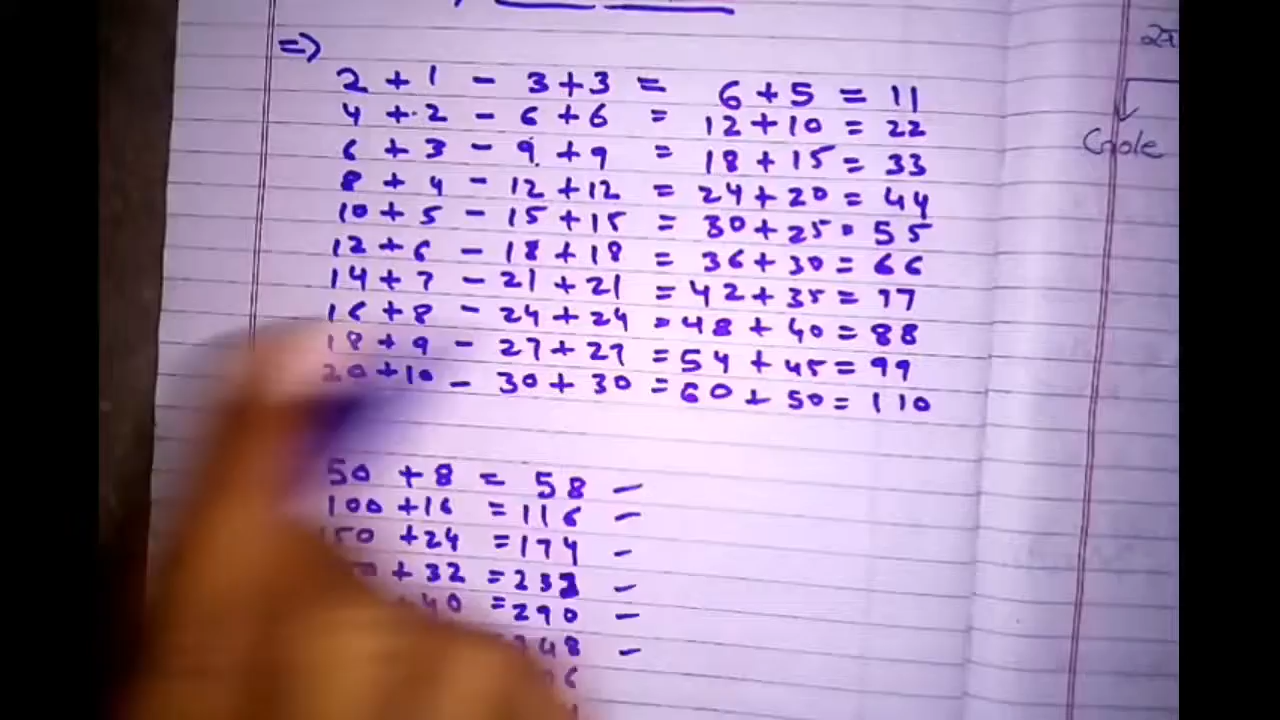 =>
2 + 1 - 3+3 = 6+5 = 11
4 + 2 - 6+6 = 12+10 = 22
6 + 3 - 9+9 = 18+15 = 33
8 + 4 - 12+12 = 24+20 = 44
10 + 5 - 15+15 = 30+25= 55
12+6 - 18+18 = 36+30= 66
14+7 - 21+21 = 42+35= 77
16+8 - 24+24 = 48+40= 88
18+9 - 27+27 = 54+45= 99
20+10 - 30+30 = 60+50= 110
50 +8 = 58 -
100 +16 = 116 -
150 +24 = 174 -
+32 = 232 -
40 = 290 -
48 -
6
Gole